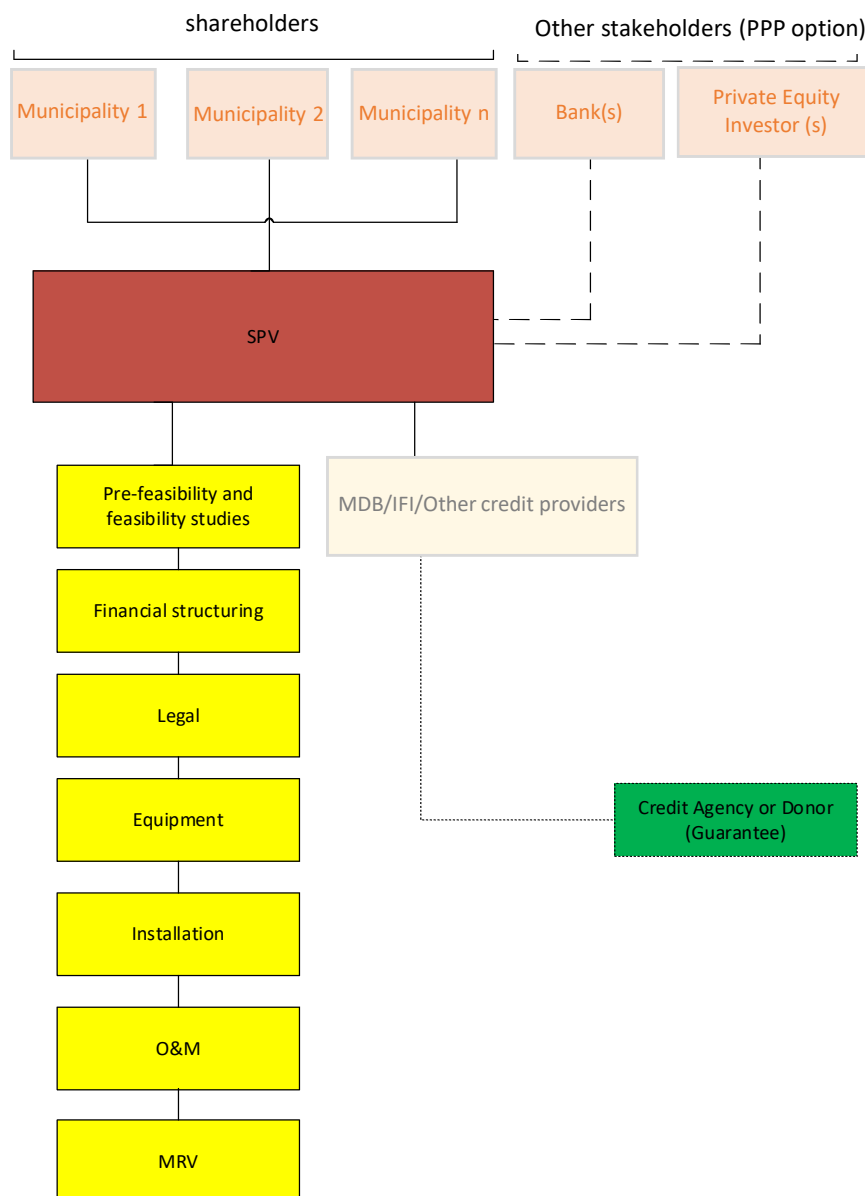 shareholders
Other stakeholders (PPP option)
Municipality 1
Municipality 2
Municipality n
Bank(s)
Private Equity
Investor (s)
SPV
Pre-feasibility and
feasibility studies
MDB/IFI/Other credit providers
Financial structuring
Legal
Equipment
Credit Agency or Donor
(Guarantee)
Installation
O&M
MRV